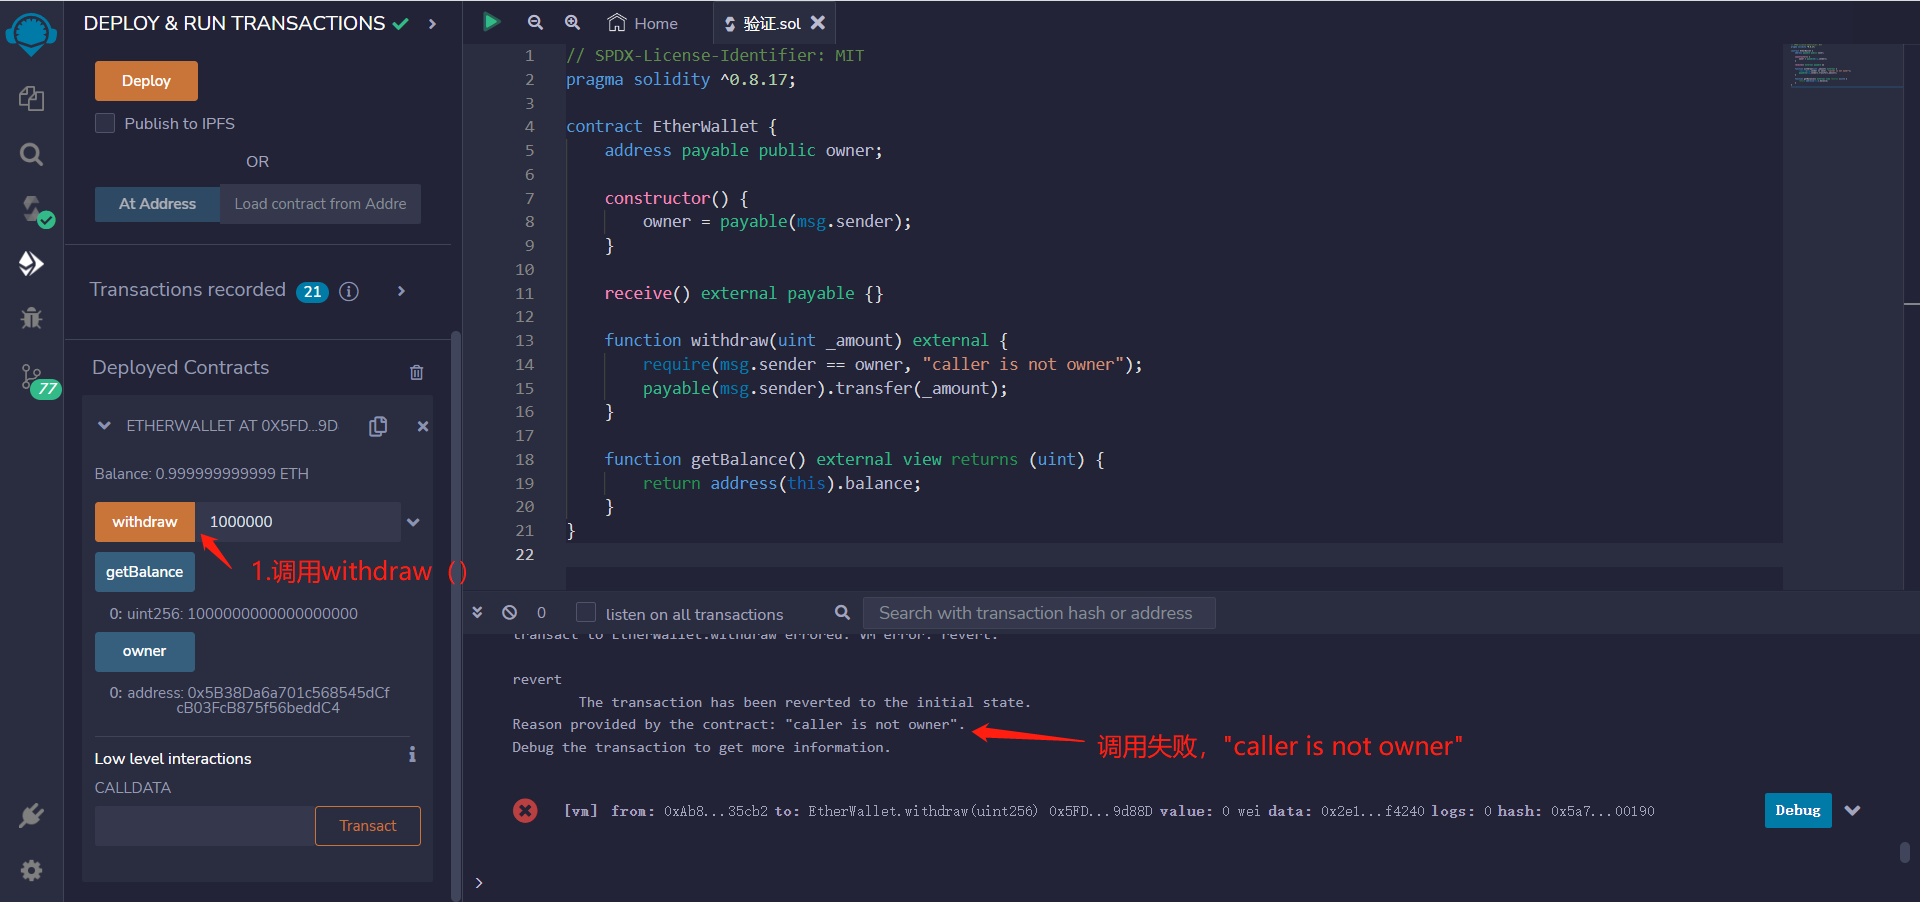 DEPLOY & RUN TRANSACTIONS
Deploy
Publish to IPFS
OR
At Address
Load contract from Addre
Transactions recorded 21
Deployed Contracts
77
ETHERWALLET AT 0X5FD...9D
Balance: 0.999999999999 ETH
withdraw 1000000
1.调用withdraw（）
getBalance
0: uint256: 1000000000000000000
owner
0: address: 0x5B38Da6a701c568545dCf
cB03FcB875f56beddC4
Low level interactions
CALLDATA
Transact
Home
验证.sol
1 // SPDX-License-Identifier: MIT
2 pragma solidity ^0.8.17;
3
4 contract EtherWallet {
5 address payable public owner;
6
7 constructor() {
8 owner = payable(msg.sender);
9 }
10
11 receive() external payable {}
12
13 function withdraw(uint _amount) external {
14 require(msg.sender == owner, "caller is not owner");
15 payable(msg.sender).transfer(_amount);
16 }
17
18 function getBalance() external view returns (uint) {
19 return address(this).balance;
20 }
21 }
22
0
listen on all transactions
Search with transaction hash or address
transact to EtherWallet.withdraw errored: VM error: revert.
revert
The transaction has been reverted to the initial state.
Reason provided by the contract: "caller is not owner".
Debug the transaction to get more information.
调用失败，"caller is not owner"
[vm] from: 0xAb8...35cb2 to: EtherWallet.withdraw(uint256) 0x5FD...9d88D value: 0 wei data: 0x2e1...f4240 logs: 0 hash: 0x5a7...00190
Debug
>